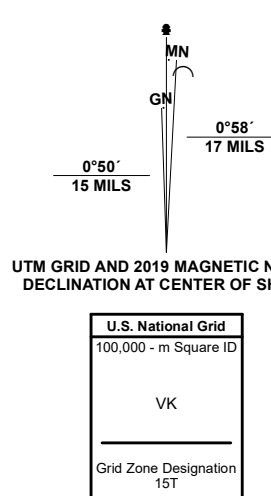 MN
GN
0°58´
17 MILS
0°50´
15 MILS
UTM GRID AND 2019 MAGNETIC N
DECLINATION AT CENTER OF SH
U.S. National Grid
100,000 - m Square ID
VK
Grid Zone Designation
15T